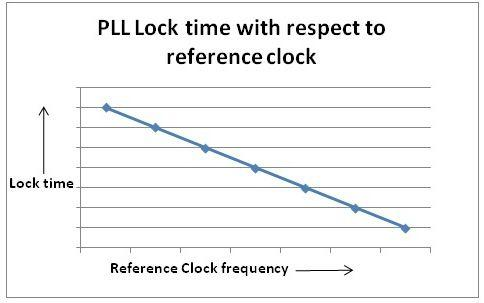 PLL Lock time with respect to
reference clock
Lock time
Reference Clock frequency